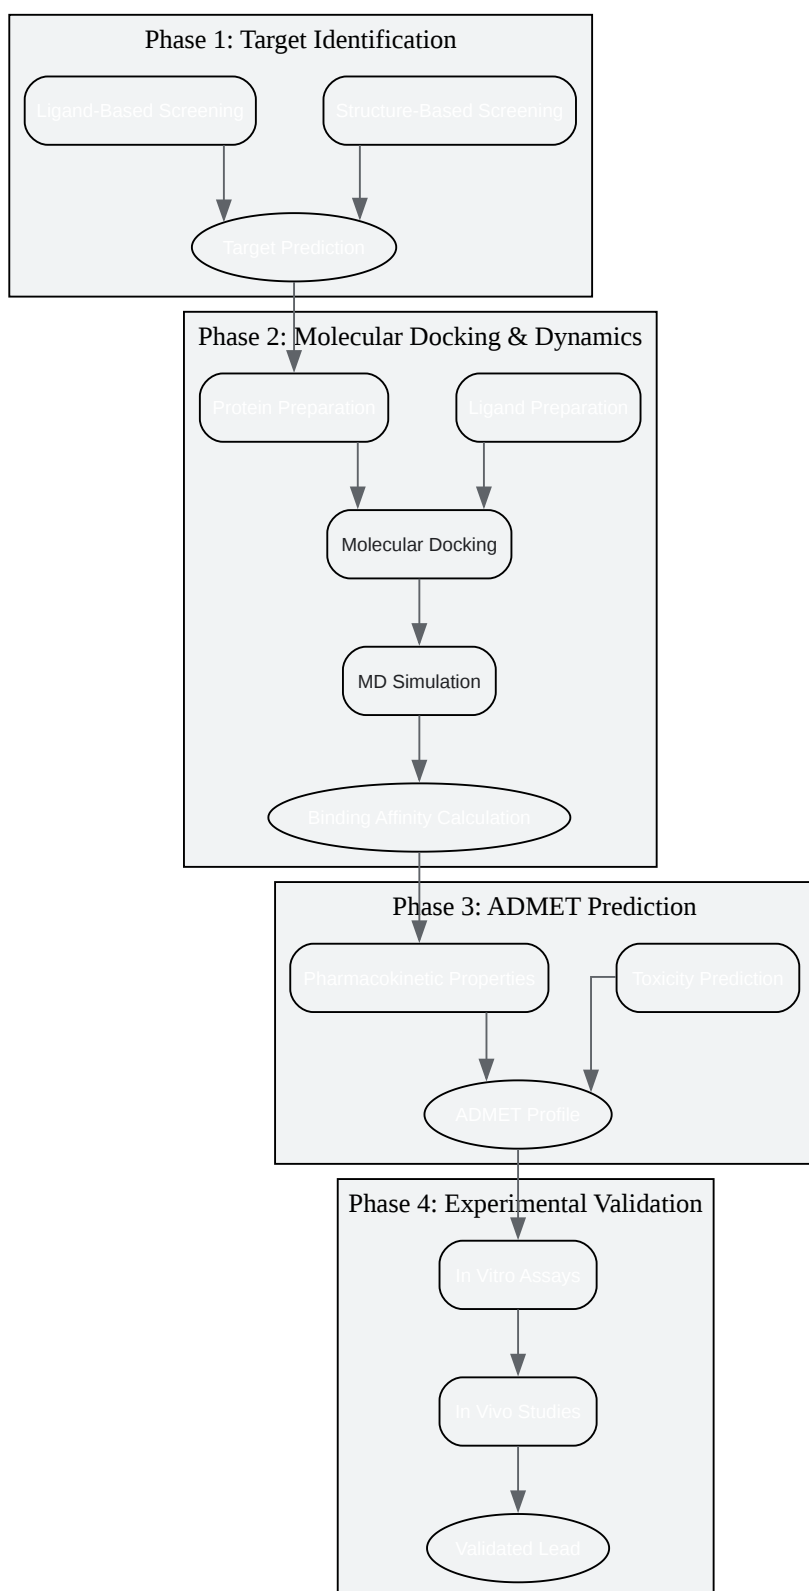 Phase 1: Target Identification
Ligand-Based Screening
Structure-Based Screening
Target Prediction
Phase 2: Molecular Docking & Dynamics
Protein Preparation
Ligand Preparation
Molecular Docking
MD Simulation
Binding Affinity Calculation
Phase 3: ADMET Prediction
Pharmacokinetic Properties
Toxicity Prediction
ADMET Profile
Phase 4: Experimental Validation
In Vitro Assays
In Vivo Studies
Validated Lead